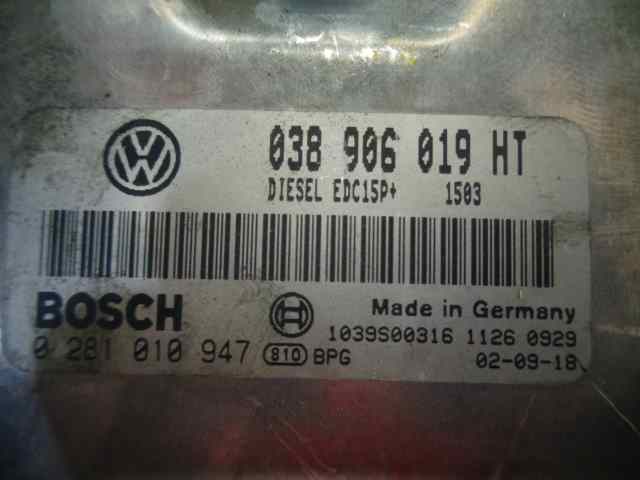 038 906 019 HT
DIESEL EDC15P+ 1503
BOSCH
Made in Germany
1039S00316 1126 0929
0 281 010 947 810 BPG 02-09-18